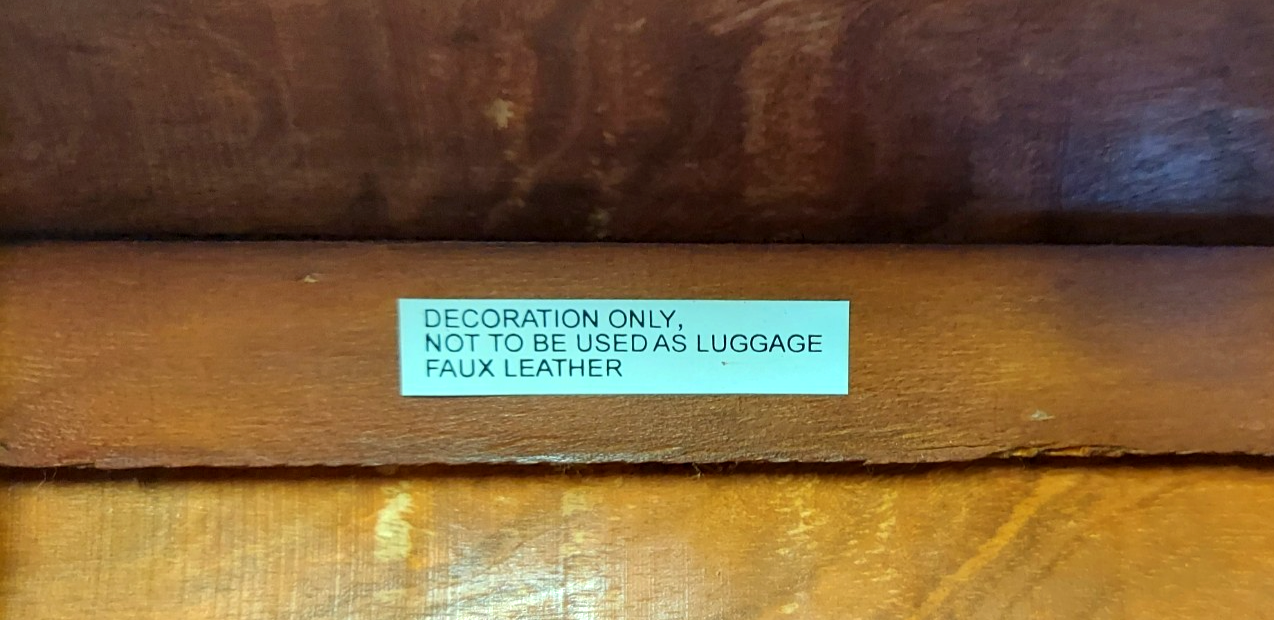 DECORATION ONLY,
NOT TO BE USED AS LUGGAGE
FAUX LEATHER